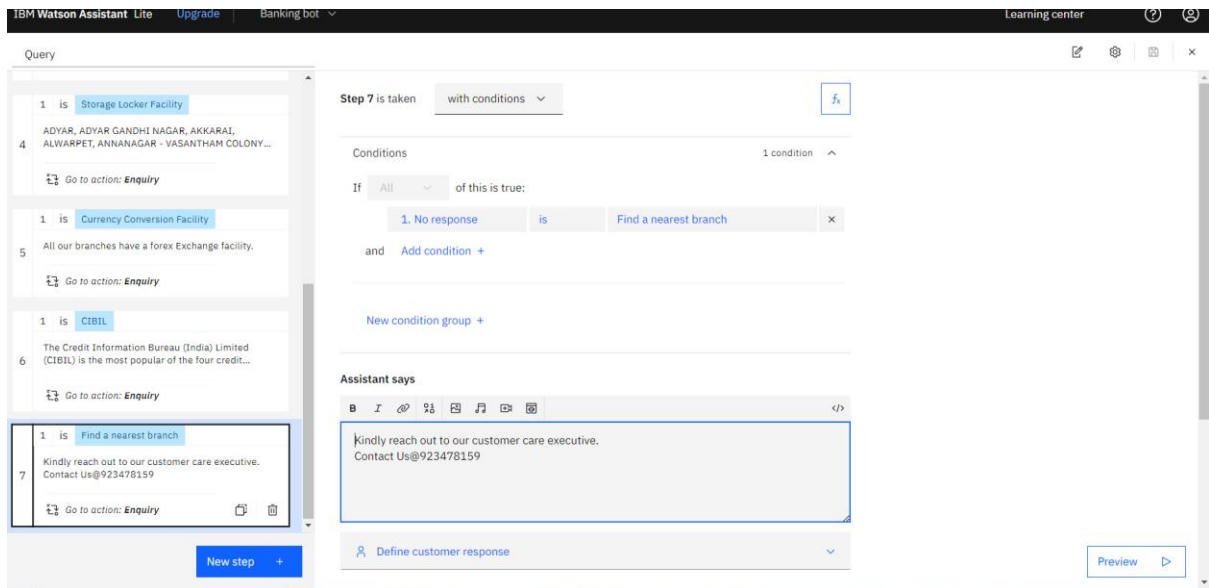 IBM Watson Assistant Lite Upgrade Banking bot Learning center
Query
1 is Storage Locker Facility
4
ADYAR, ADYAR GANDHI NAGAR, AKKARAI,
ALWARPET, ANNANAGAR - VASANTHAM COLONY...
Go to action: Enquiry
1 is Currency Conversion Facility
5
All our branches have a forex Exchange facility.
Go to action: Enquiry
1 is CIBIL
6
The Credit Information Bureau (India) Limited
(CIBIL) is the most popular of the four credit...
Go to action: Enquiry
1 is Find a nearest branch
7
Kindly reach out to our customer care executive.
Contact Us@923478159
Go to action: Enquiry
New step +
Step 7 is taken with conditions fx
Conditions 1 condition
If All of this is true:
1. No response is Find a nearest branch ×
and Add condition +
New condition group +
Assistant says
B I </>
Kindly reach out to our customer care executive.
Contact Us@923478159
Define customer response
Preview